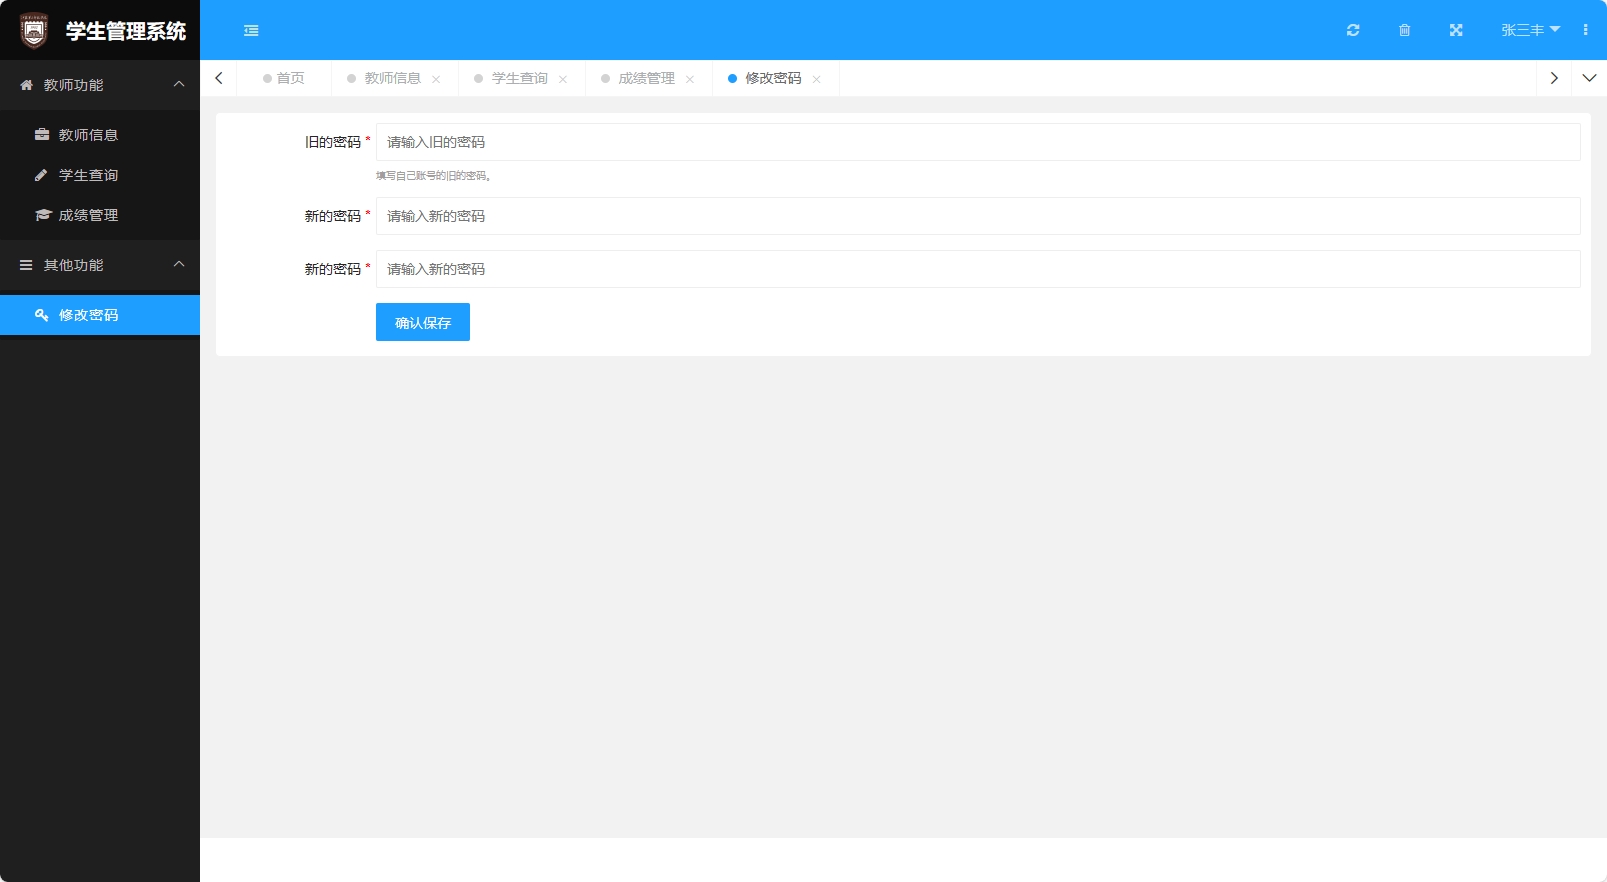 学生管理系统
张三丰
教师功能
教师信息
学生查询
成绩管理
其他功能
修改密码
首页
教师信息
学生查询
成绩管理
修改密码
旧的密码 *
请输入旧的密码
填写自己账号的旧的密码。
新的密码 *
请输入新的密码
新的密码 *
请输入新的密码
确认保存